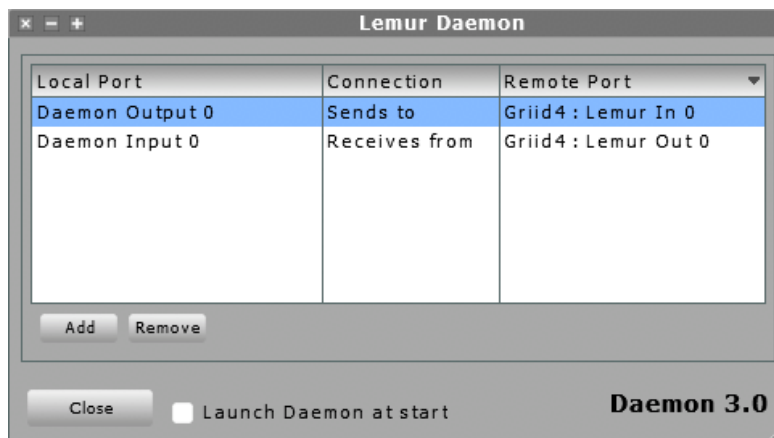 Lemur Daemon
Local Port Connection Remote Port
Daemon Output 0 Sends to Griid4 : Lemur In 0
Daemon Input 0 Receives from Griid4 : Lemur Out 0
Add Remove
Close Launch Daemon at start Daemon 3.0